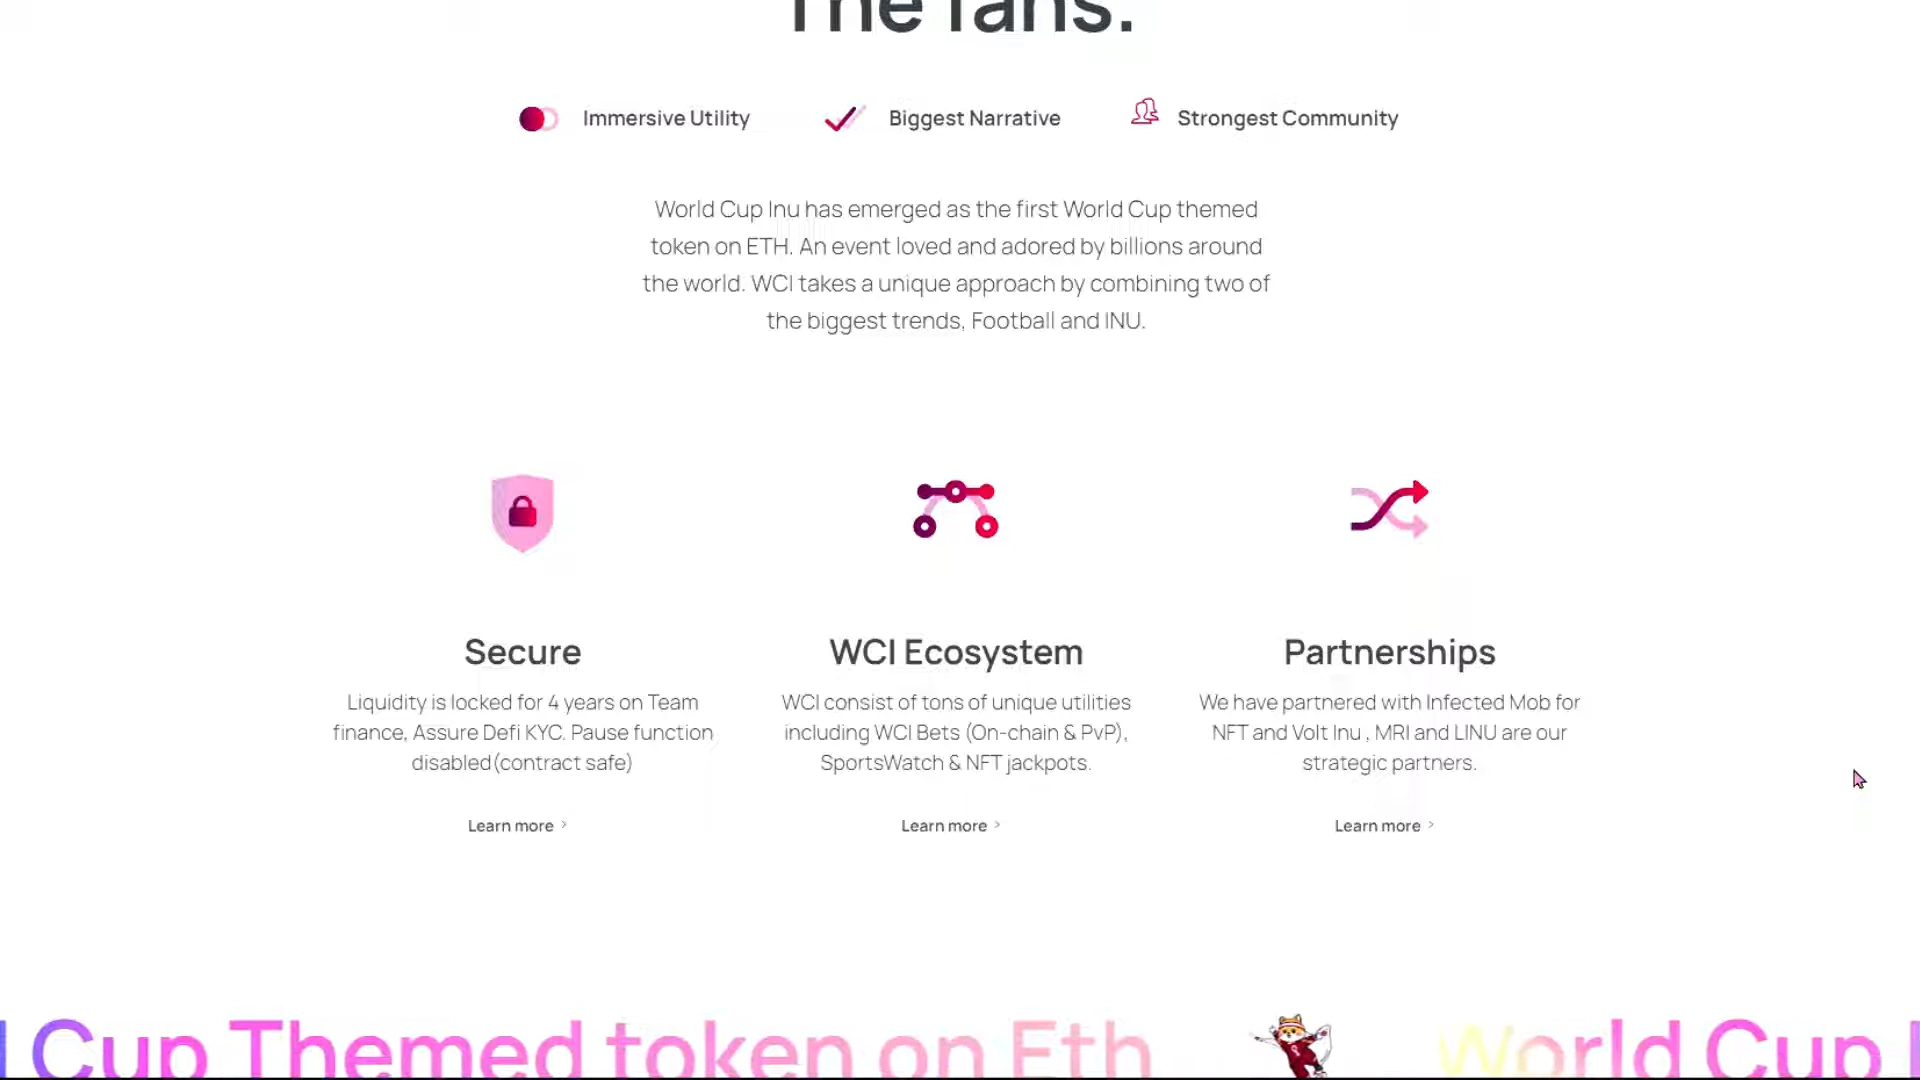 The fans.
Immersive Utility
Biggest Narrative
Strongest Community
World Cup Inu has emerged as the first World Cup themed
token on ETH. An event loved and adored by billions around
the world. WCI takes a unique approach by combining two of
the biggest trends, Football and INU.
Secure
Liquidity is locked for 4 years on Team
finance, Assure Defi KYC. Pause function
disabled(contract safe)
Learn more
WCI Ecosystem
WCI consist of tons of unique utilities
including WCI Bets (On-chain & PvP),
SportsWatch & NFT jackpots.
Learn more
Partnerships
We have partnered with Infected Mob for
NFT and Volt Inu , MRI and LINU are our
strategic partners.
Learn more
Cup Themed token on Eth World Cup